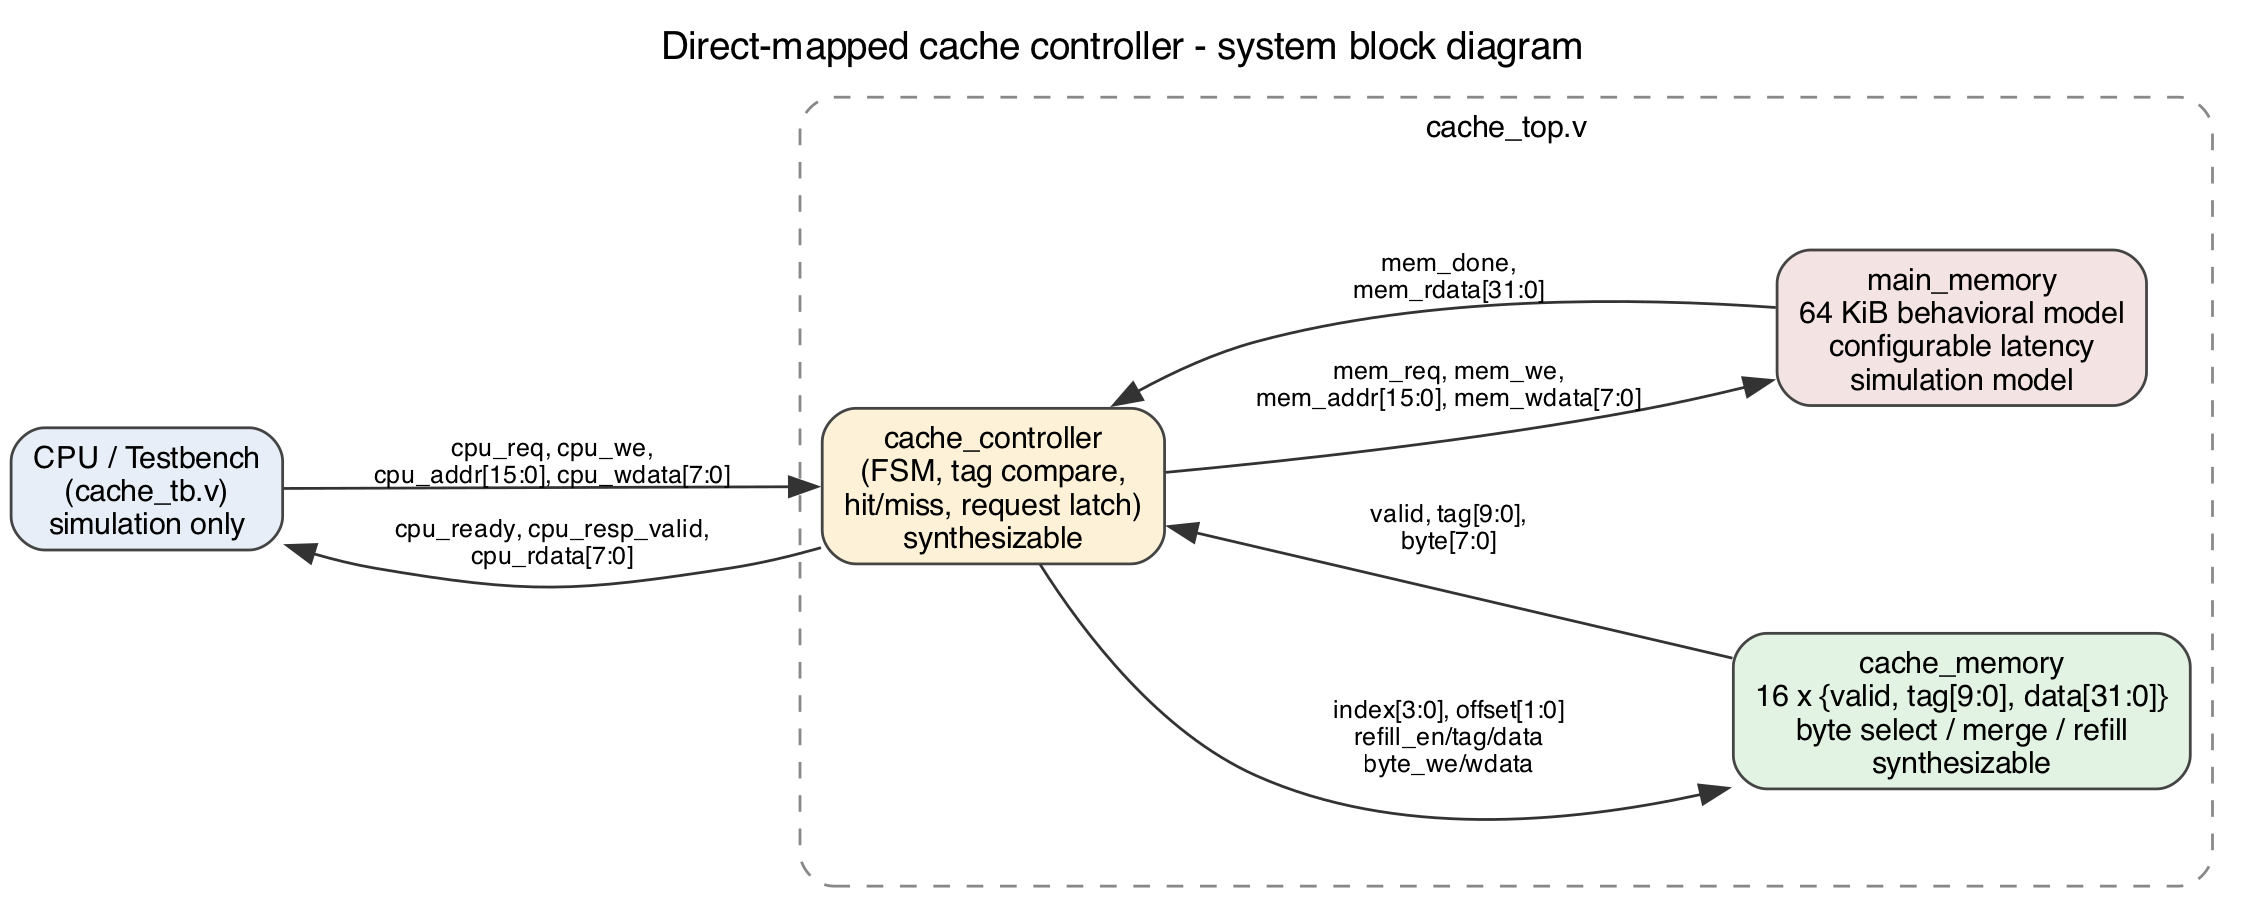 Direct-mapped cache controller - system block diagram
cache_top.v
mem_done,
mem_rdata[31:0]
main_memory
64 KiB behavioral model
configurable latency
simulation model
mem_req, mem_we,
mem_addr[15:0], mem_wdata[7:0]
CPU / Testbench
(cache_tb.v)
simulation only
cpu_req, cpu_we,
cpu_addr[15:0], cpu_wdata[7:0]
cpu_ready, cpu_resp_valid,
cpu_rdata[7:0]
cache_controller
(FSM, tag compare,
hit/miss, request latch)
synthesizable
valid, tag[9:0],
byte[7:0]
cache_memory
16 x {valid, tag[9:0], data[31:0]}
byte select / merge / refill
synthesizable
index[3:0], offset[1:0]
refill_en/tag/data
byte_we/wdata